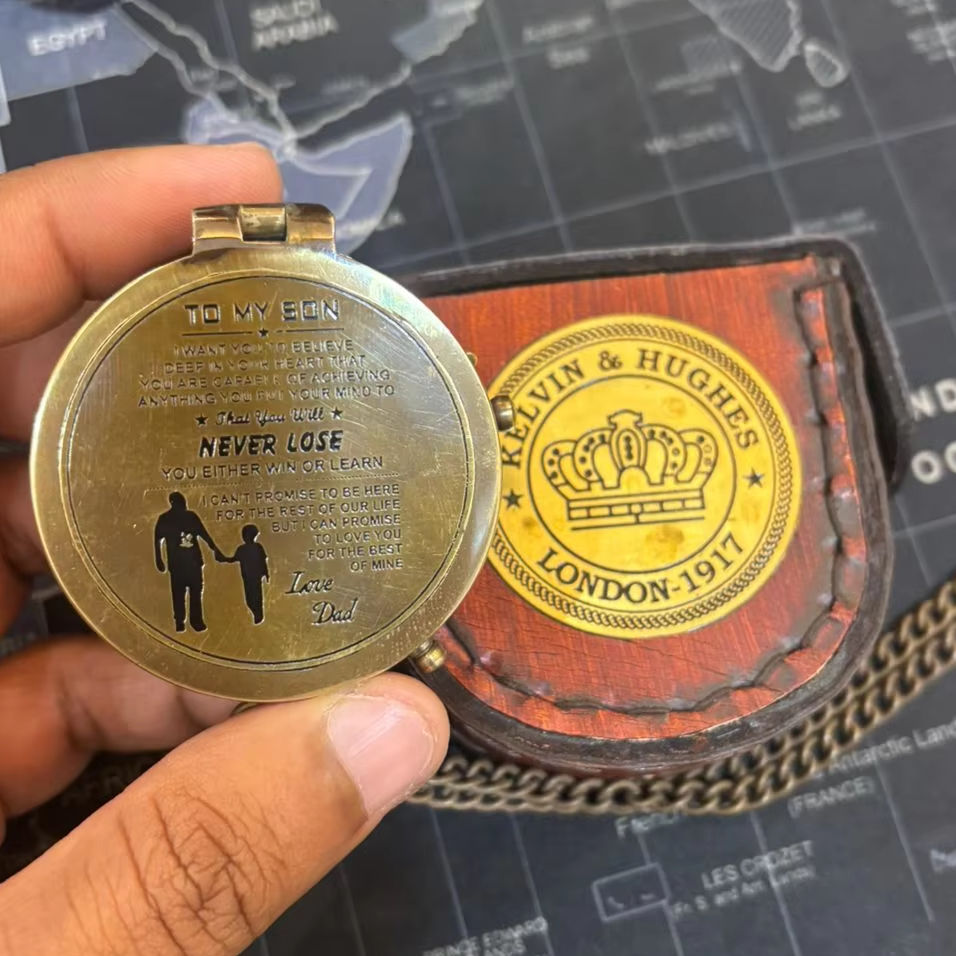 EGYPT
SAUDI
ARABIA
TO MY SON
I WANT YOU TO BELIEVE
DEEP IN YOUR HEART THAT
YOU ARE CAPABLE OF ACHIEVING
ANYTHING YOU PUT YOUR MIND TO
That You Will
NEVER LOSE
YOU EITHER WIN OR LEARN
I CAN'T PROMISE TO BE HERE
FOR THE REST OF OUR LIFE
BUT I CAN PROMISE
TO LOVE YOU
FOR THE BEST
OF MINE
Love
Dad
KELVIN & HUGHES
LONDON-1917
Antarctic Land
(FRANCE)
LES CROZET